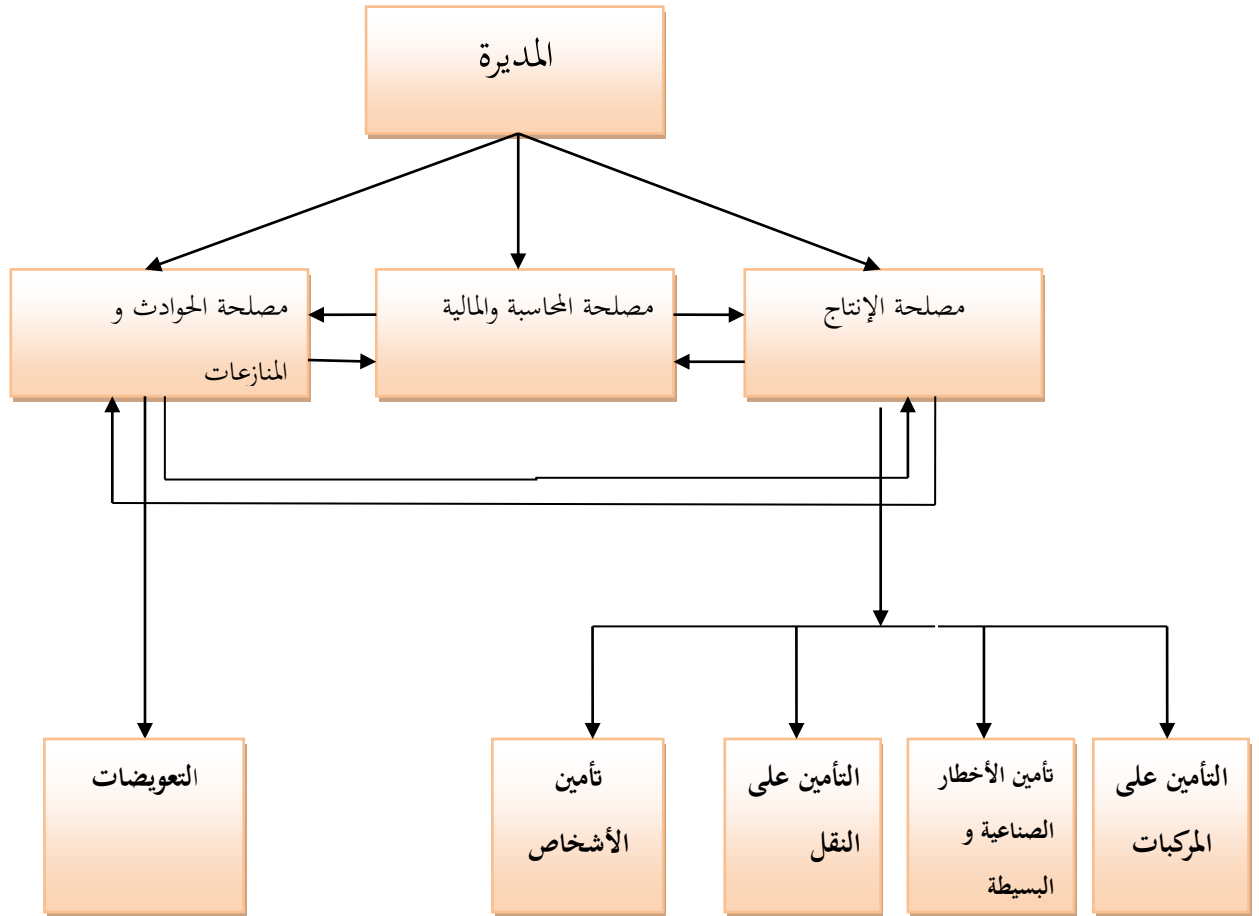 المديرة
مصلحة الإنتاج
مصلحة المحاسبة والمالية
مصلحة الحوادث و
المنازعات
التأمين على
المركبات
تأمين الأخطار
الصناعية و
البسيطة
التأمين على
النقل
تأمين
الأشخاص
التعويضات